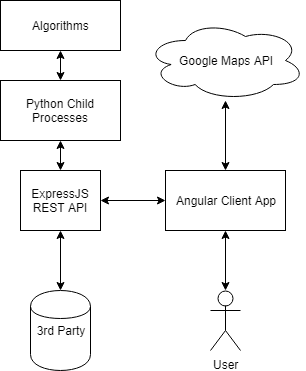 Algorithms
Google Maps API
Python Child
Processes
ExpressJS
REST API
Angular Client App
3rd Party
User